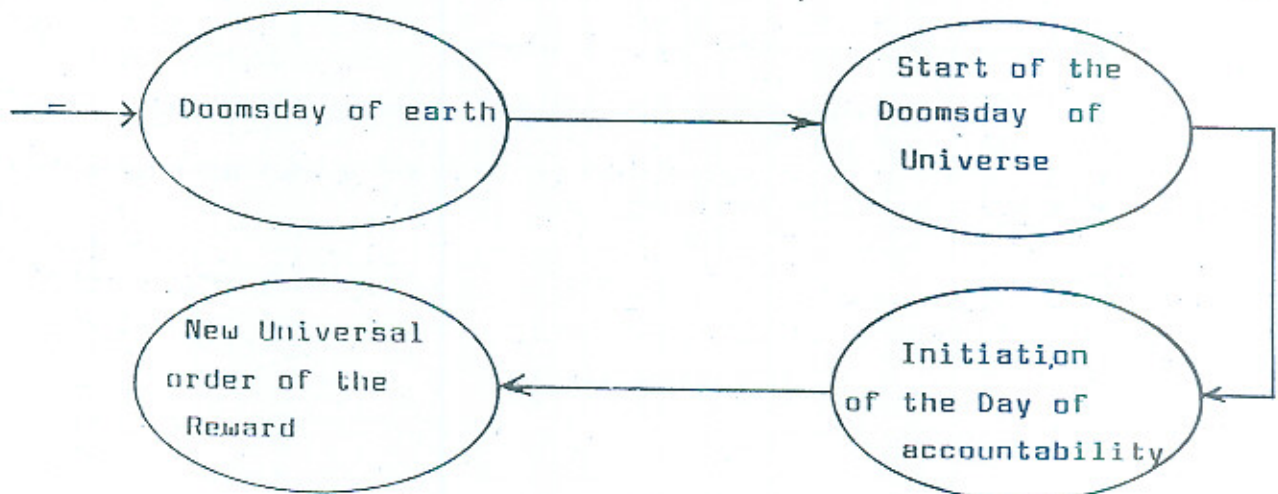 Doomsday of earth
Start of the
Doomsday of
Universe
Initiation
of the Day of
accountability
New Universal
order of the
Reward